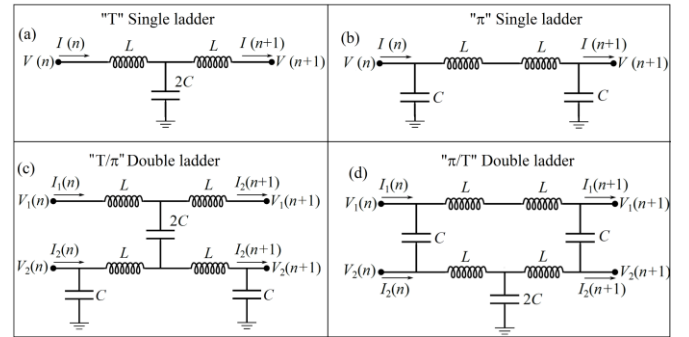 "T" Single ladder
(a)
I (n)
L
L
I (n+1)
V (n)
V (n+1)
2C
"π" Single ladder
(b)
I (n)
L
L
I (n+1)
V (n)
V (n+1)
C
C
"T/π" Double ladder
(c)
I₁(n)
L
L
I₂(n+1)
V₁(n)
V₁(n+1)
2C
I₂(n)
L
L
I₂(n+1)
V₂(n)
V₂(n+1)
C
C
"π/T" Double ladder
(d)
I₁(n)
L
L
I₁(n+1)
V₁(n)
V₁(n+1)
C
C
L
L
V₂(n)
V₂(n+1)
I₂(n)
2C
I₂(n+1)